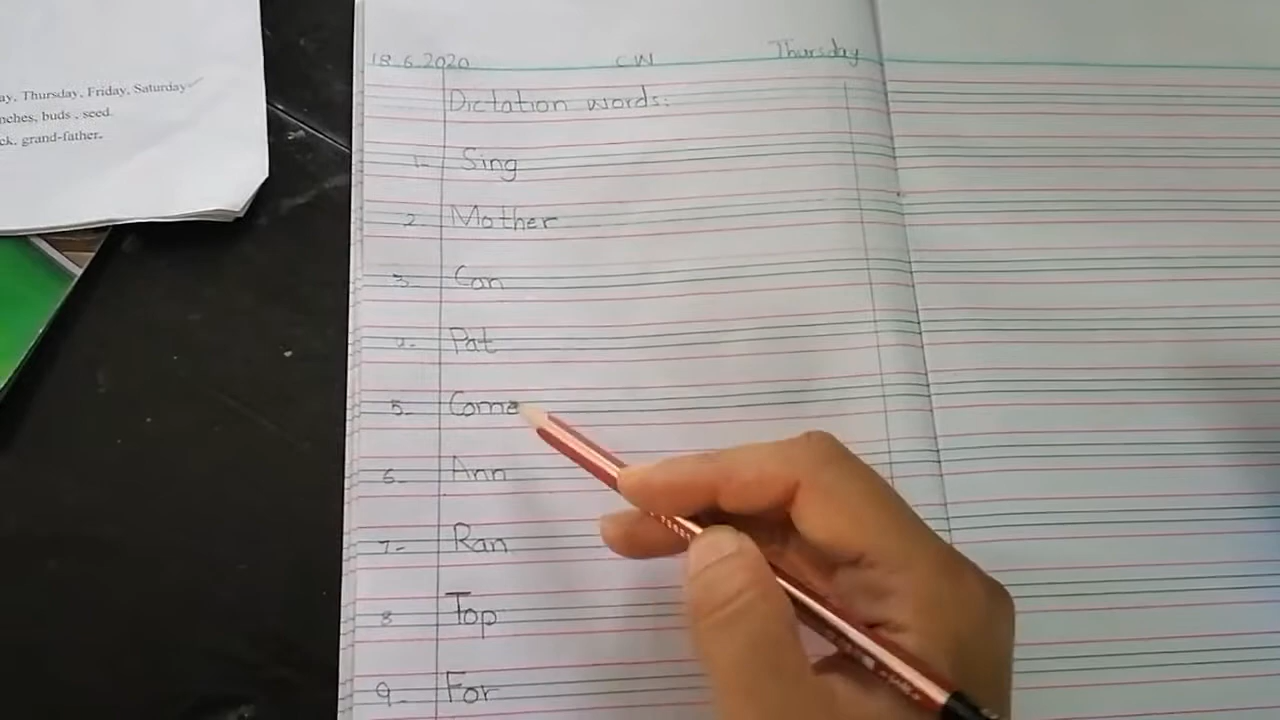 ay, Thursday, Friday, Saturday
nches, buds , seed.
ck, grand-father.
18.6.2020 CW Thursday
Dictation words:
1- Sing
2- Mother
3- Can
4- Pat
5- Come
6- Ann
7- Ran
8 Top
9- For